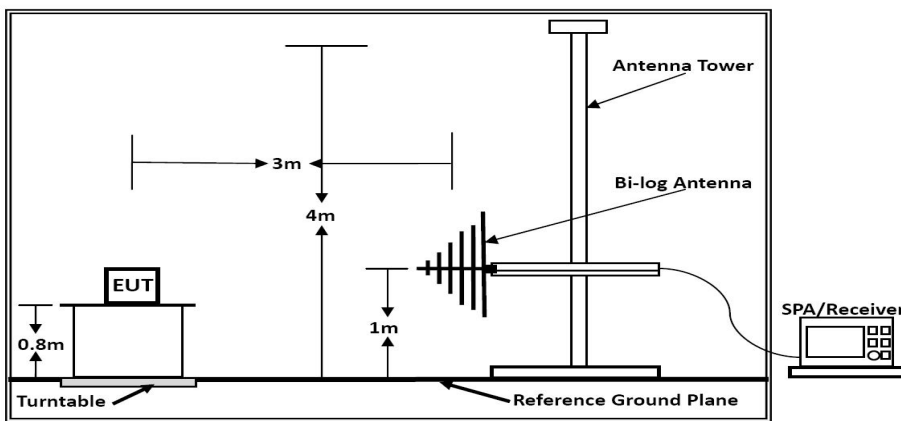 Antenna Tower
3m
Bi-log Antenna
4m
EUT
SPA/Receiver
1m
0.8m
Turntable
Reference Ground Plane